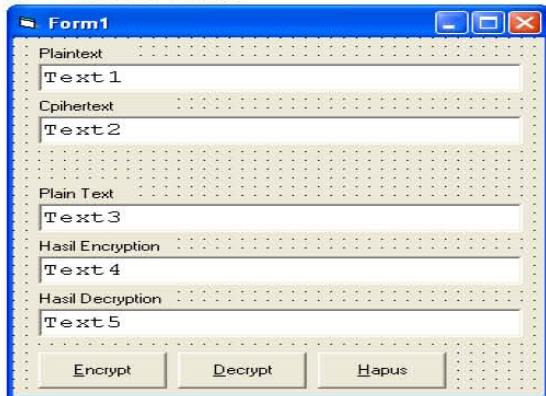 Form1
Plaintext
Text1
Cpihertext
Text2
Plain Text
Text3
Hasil Encryption
Text4
Hasil Decryption
Text5
Encrypt Decrypt Hapus